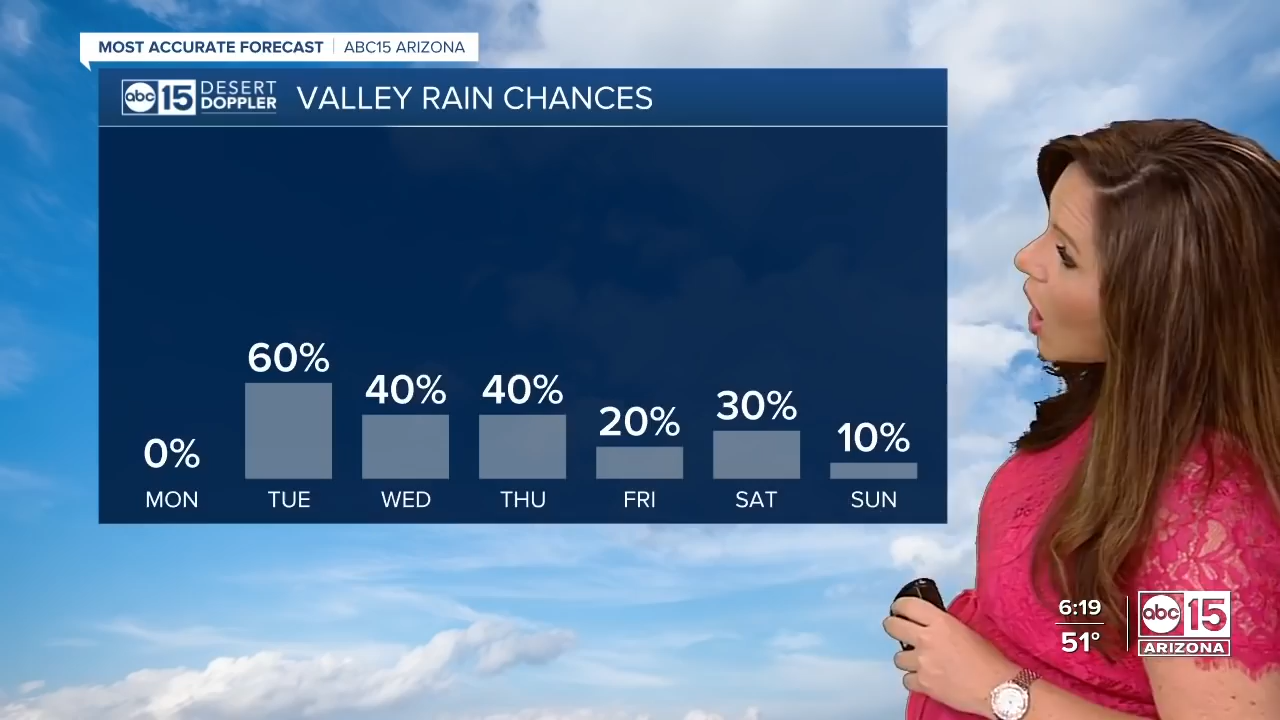 MOST ACCURATE FORECAST | ABC15 ARIZONA
abc 15 DESERT DOPPLER VALLEY RAIN CHANCES
0% 60% 40% 40% 20% 30% 10%
MON TUE WED THU FRI SAT SUN
6:19
51°
abc 15
ARIZONA